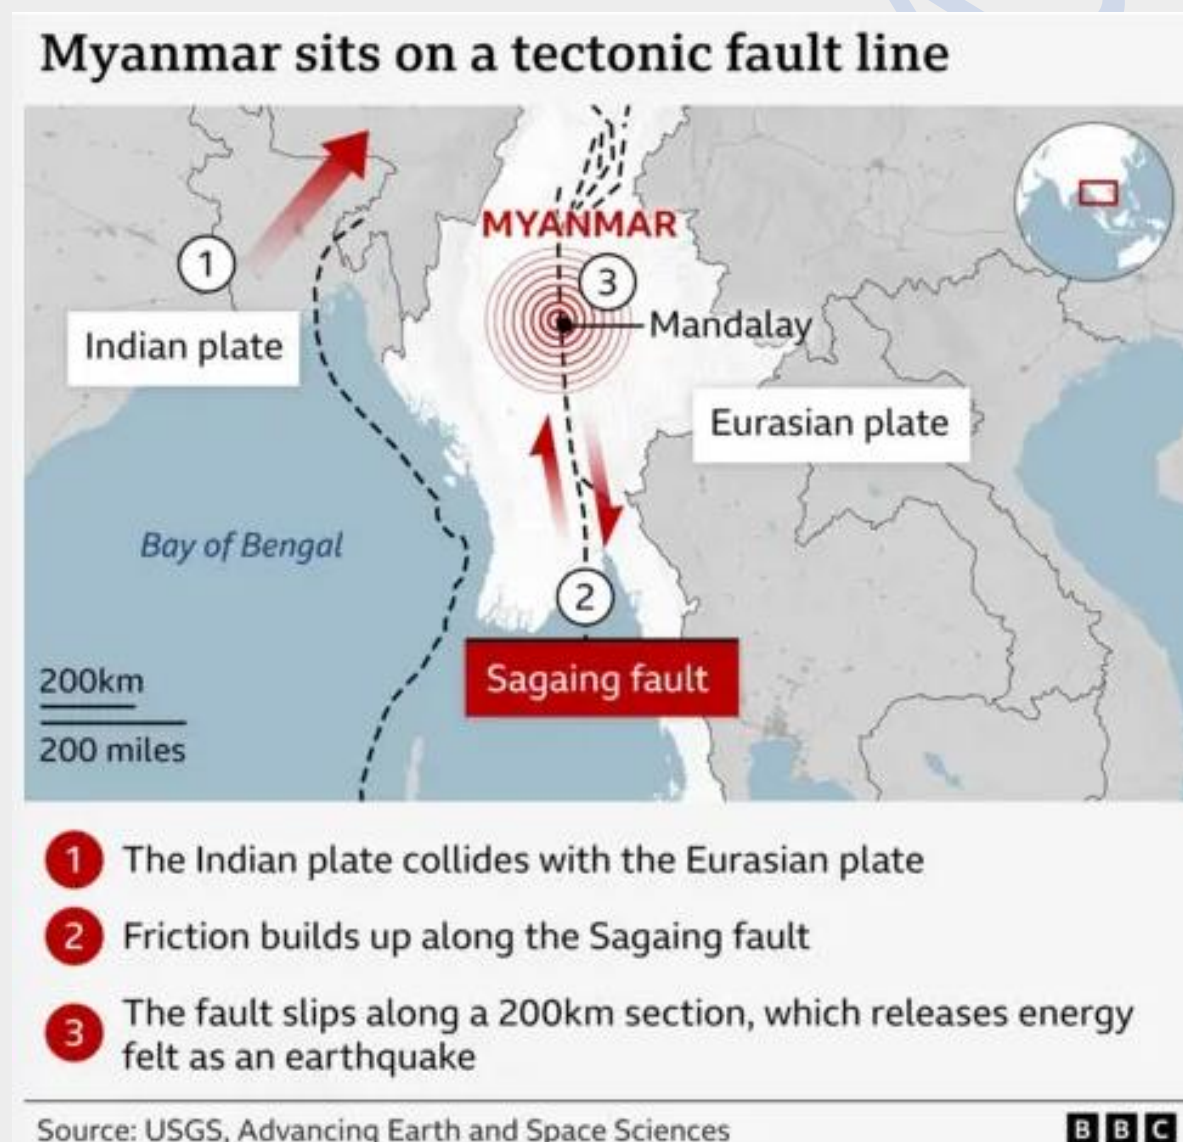 Myanmar sits on a tectonic fault line
MYANMAR
1
3
Mandalay
Indian plate
Eurasian plate
Bay of Bengal
2
Sagaing fault
200km
200 miles
1 The Indian plate collides with the Eurasian plate
2 Friction builds up along the Sagaing fault
3 The fault slips along a 200km section, which releases energy
felt as an earthquake
Source: USGS, Advancing Earth and Space Sciences
BBC